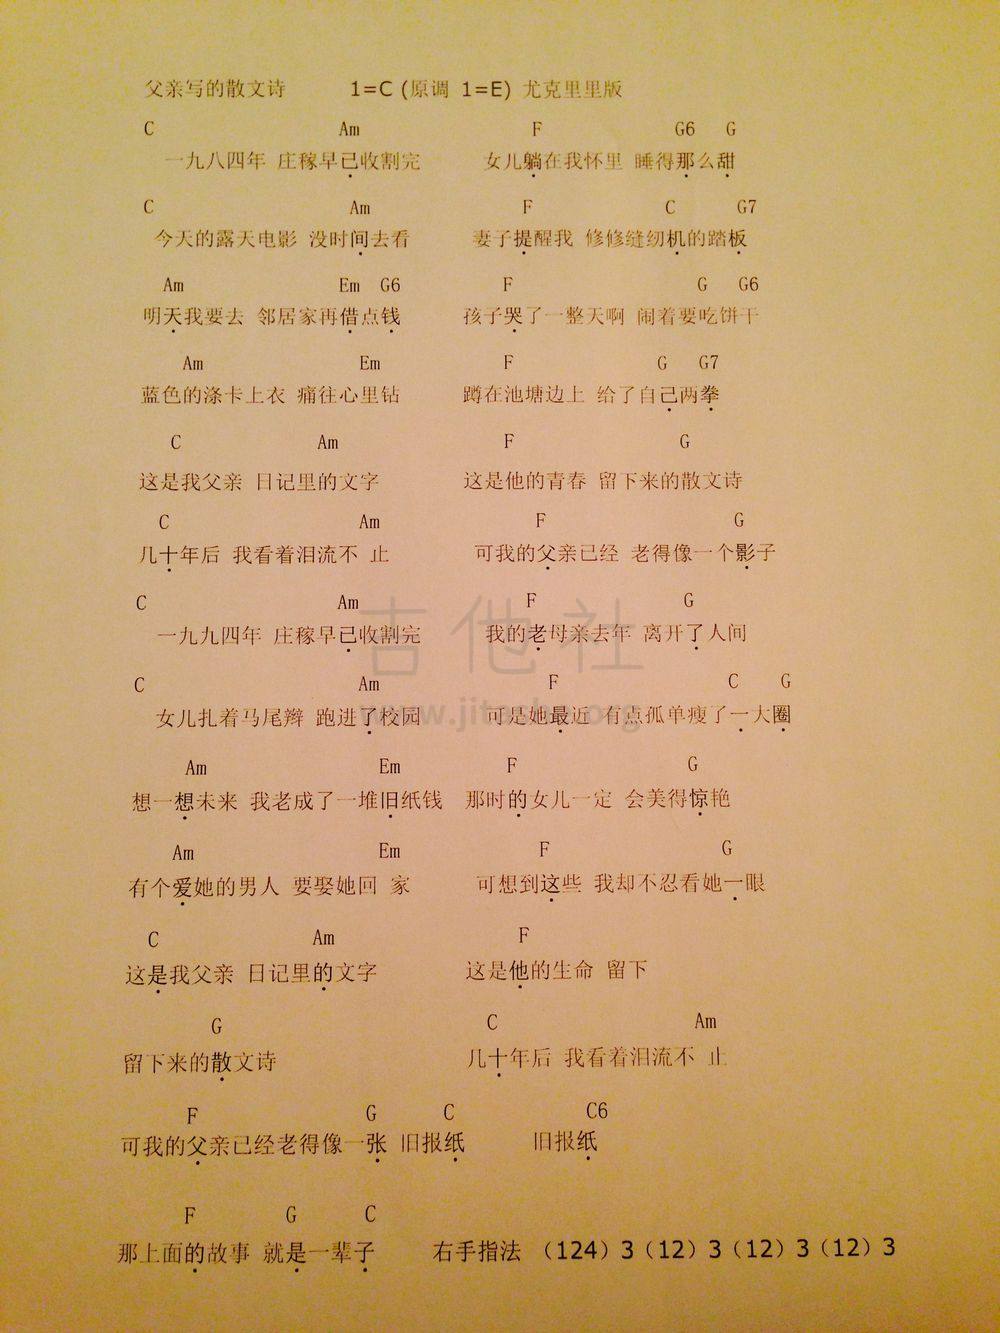 父亲写的散文诗 1=C (原调 1=E) 尤克里里版
C Am F G6 G
一九八四年 庄稼早已收割完 女儿躺在我怀里 睡得那么甜
C Am F C G7
今天的露天电影 没时间去看 妻子提醒我 修修缝纫机的踏板
Am Em G6 F G G6
明天我要去 邻居家再借点钱 孩子哭了一整天啊 闹着要吃饼干
Am Em F G G7
蓝色的涤卡上衣 痛往心里钻 蹲在池塘边上 给了自己两拳
C Am F G
这是我父亲 日记里的文字 这是他的青春 留下来的散文诗
C Am F G
几十年后 我看着泪流不 止 可我的父亲已经 老得像一个影子
C Am F G
一九九四年 庄稼早已收割完 我的老母亲去年 离开了人间
C Am F C G
女儿扎着马尾辫 跑进了校园 可是她最近 有点孤单瘦了一大圈
Am Em F G
想一想未来 我老成了一堆旧纸钱 那时的女儿一定 会美得惊艳
Am Em F G
有个爱她的男人 要娶她回 家 可想到这些 我却不忍看她一眼
C Am F
这是我父亲 日记里的文字 这是他的生命 留下
G C Am
留下来的散文诗 几十年后 我看着泪流不 止
F G C C6
可我的父亲已经老得像一张 旧报纸 旧报纸
F G C
那上面的故事 就是一辈子 右手指法 （124）3（12）3（12）3（12）3
吉他社
www.jitashe.org